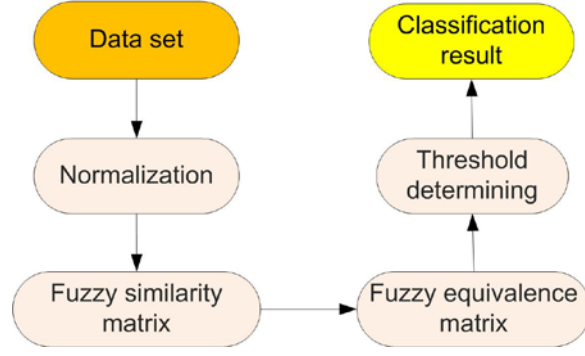 Data set
Normalization
Fuzzy similarity
matrix
Fuzzy equivalence
matrix
Threshold
determining
Classification
result